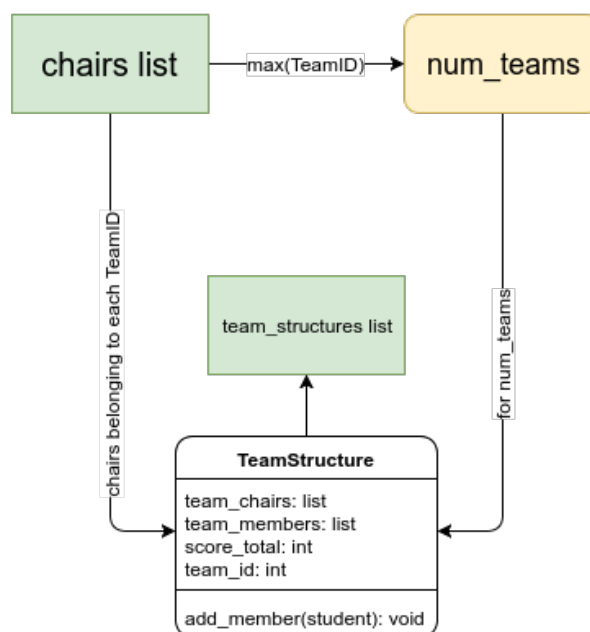 chairs list
max(TeamID)
num_teams
chairs belonging to each TeamID
for num_teams
team_structures list
TeamStructure
team_chairs: list
team_members: list
score_total: int
team_id: int
add_member(student): void